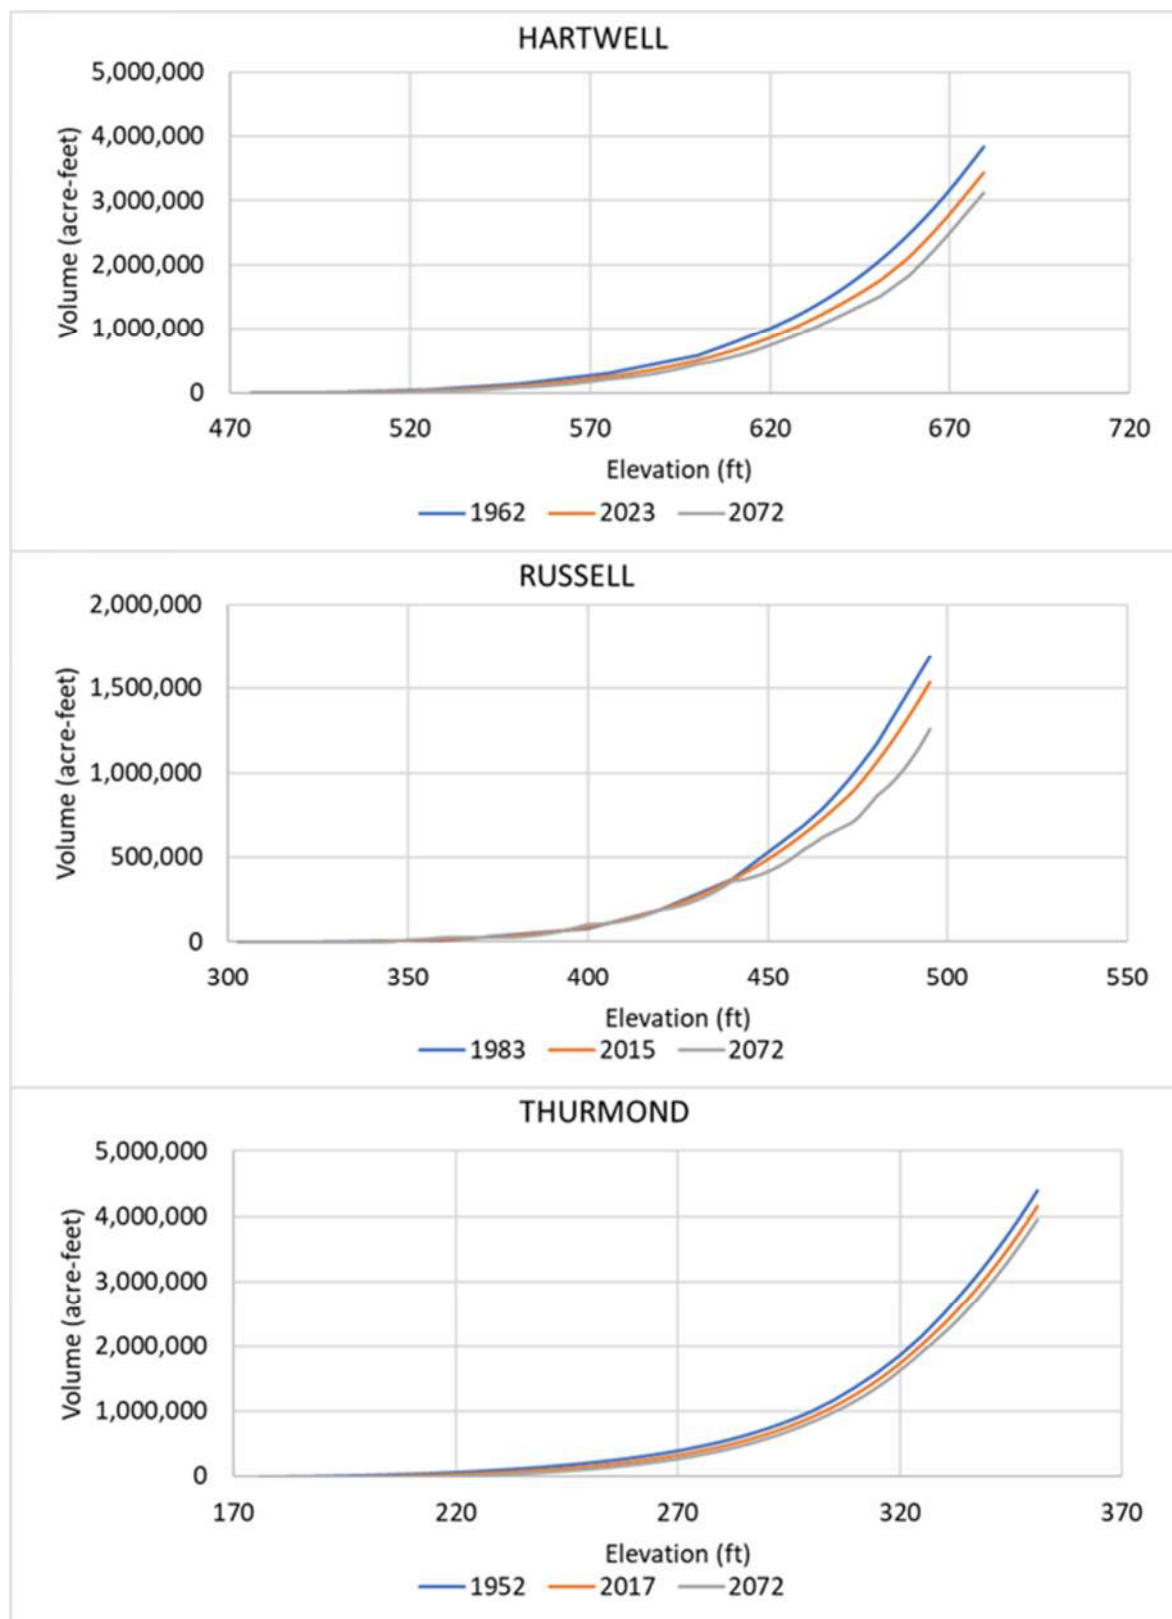 HARTWELL
5,000,000
4,000,000
3,000,000
2,000,000
1,000,000
0
Volume (acre-feet)
470 520 570 620 670 720
Elevation (ft)
1962 2023 2072
RUSSELL
2,000,000
1,500,000
1,000,000
500,000
0
Volume (acre-feet)
300 350 400 450 500 550
Elevation (ft)
1983 2015 2072
THURMOND
5,000,000
4,000,000
3,000,000
2,000,000
1,000,000
0
Volume (acre-feet)
170 220 270 320 370
Elevation (ft)
1952 2017 2072